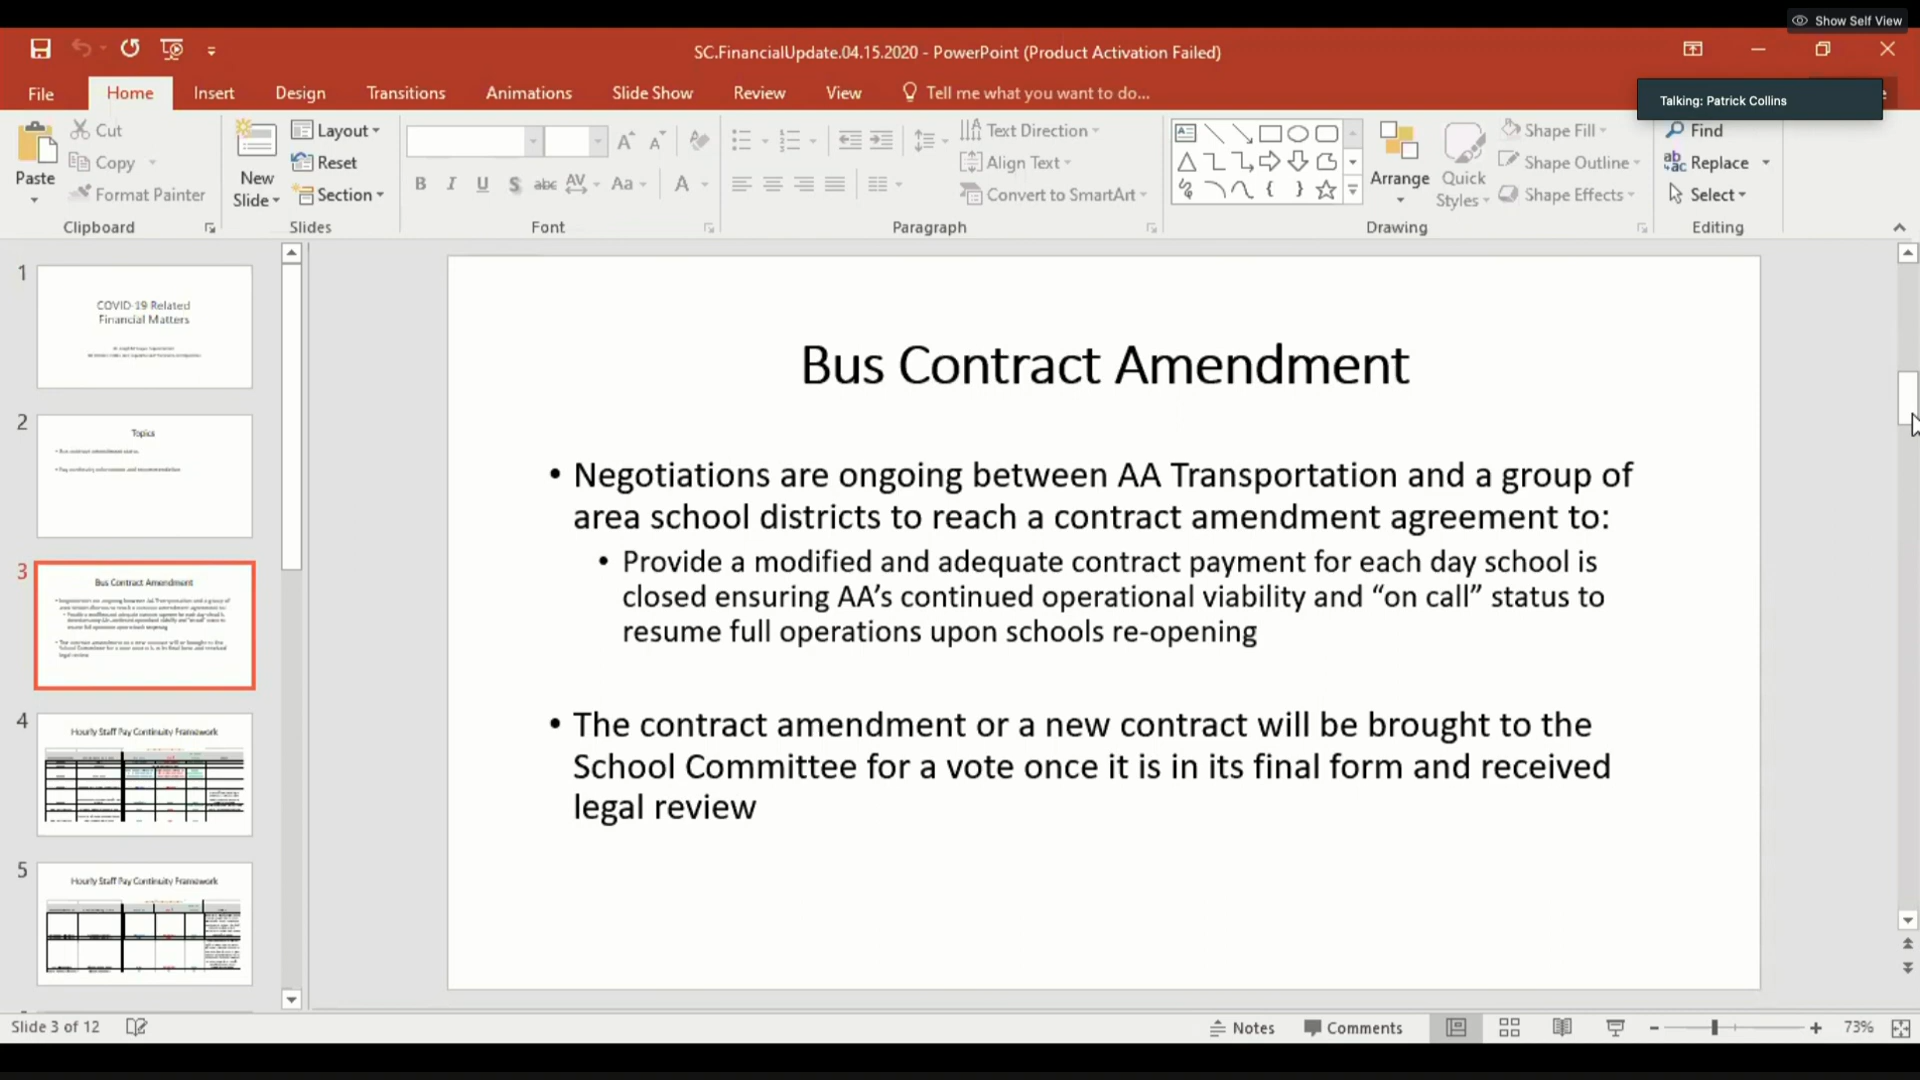 Show Self View
SC.FinancialUpdate.04.15.2020 - PowerPoint (Product Activation Failed)
File Home Insert Design Transitions Animations Slide Show Review View Tell me what you want to do...
Talking: Patrick Collins
Paste
Cut
Copy
Format Painter
Clipboard
New
Slide
Layout
Reset
Section
Slides
B I U S abc AV Aa A
Font
Text Direction
Align Text
Convert to SmartArt
Paragraph
Arrange
Quick
Styles
Shape Fill
Shape Outline
Shape Effects
Drawing
Find
Replace
Select
Editing
1
COVID-19 Related
Financial Matters
2
Topics
3
Bus Contract Amendment
4
Hourly Staff Pay Continuity Framework
5
Hourly Staff Pay Continuity Framework
Bus Contract Amendment
• Negotiations are ongoing between AA Transportation and a group of
area school districts to reach a contract amendment agreement to:
• Provide a modified and adequate contract payment for each day school is
closed ensuring AA’s continued operational viability and “on call” status to
resume full operations upon schools re-opening
• The contract amendment or a new contract will be brought to the
School Committee for a vote once it is in its final form and received
legal review
Slide 3 of 12
Notes
Comments
73%